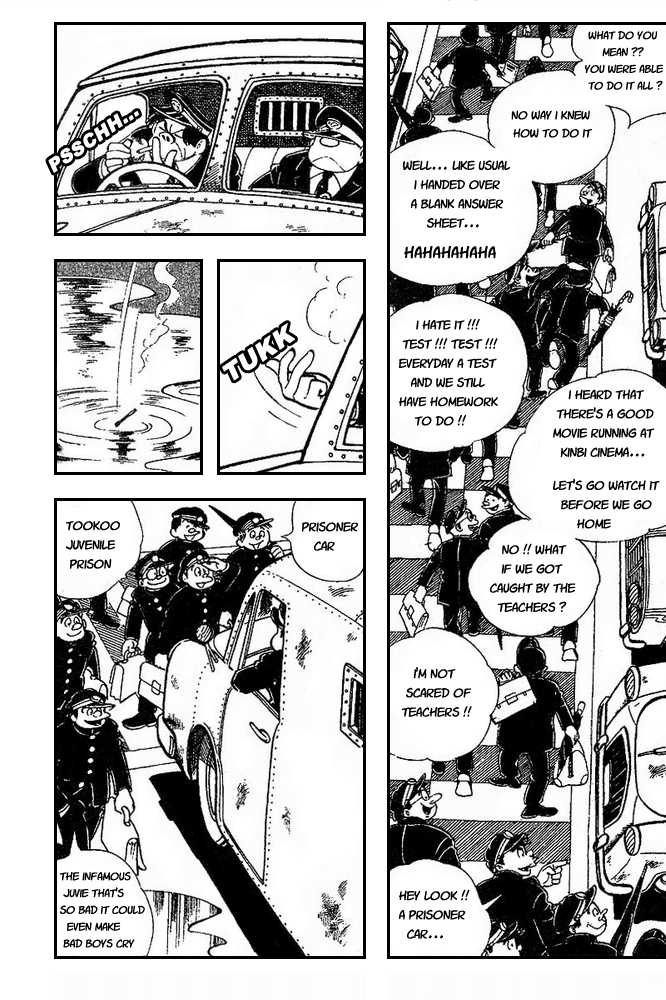 WHAT DO YOU
MEAN ??
YOU WERE ABLE
TO DO IT ALL ?
NO WAY I KNEW
HOW TO DO IT
WELL... LIKE USUAL
I HANDED OVER
A BLANK ANSWER
SHEET...
HAHAHAHAHA
I HATE IT !!!
TEST !!! TEST !!!
EVERYDAY A TEST
AND WE STILL
HAVE HOMEWORK
TO DO !!
I HEARD THAT
THERE'S A GOOD
MOVIE RUNNING AT
KINBI CINEMA...
LET'S GO WATCH IT
BEFORE WE GO
HOME
NO !! WHAT
IF WE GOT
CAUGHT BY THE
TEACHERS ?
I'M NOT
SCARED OF
TEACHERS !!
HEY LOOK !!
A PRISONER
CAR...
PSSCHH...
TUKK
PRISONER
CAR
TOOKOO
JUVENILE
PRISON
THE INFAMOUS
JUVIE THAT'S
SO BAD IT COULD
EVEN MAKE
BAD BOYS CRY